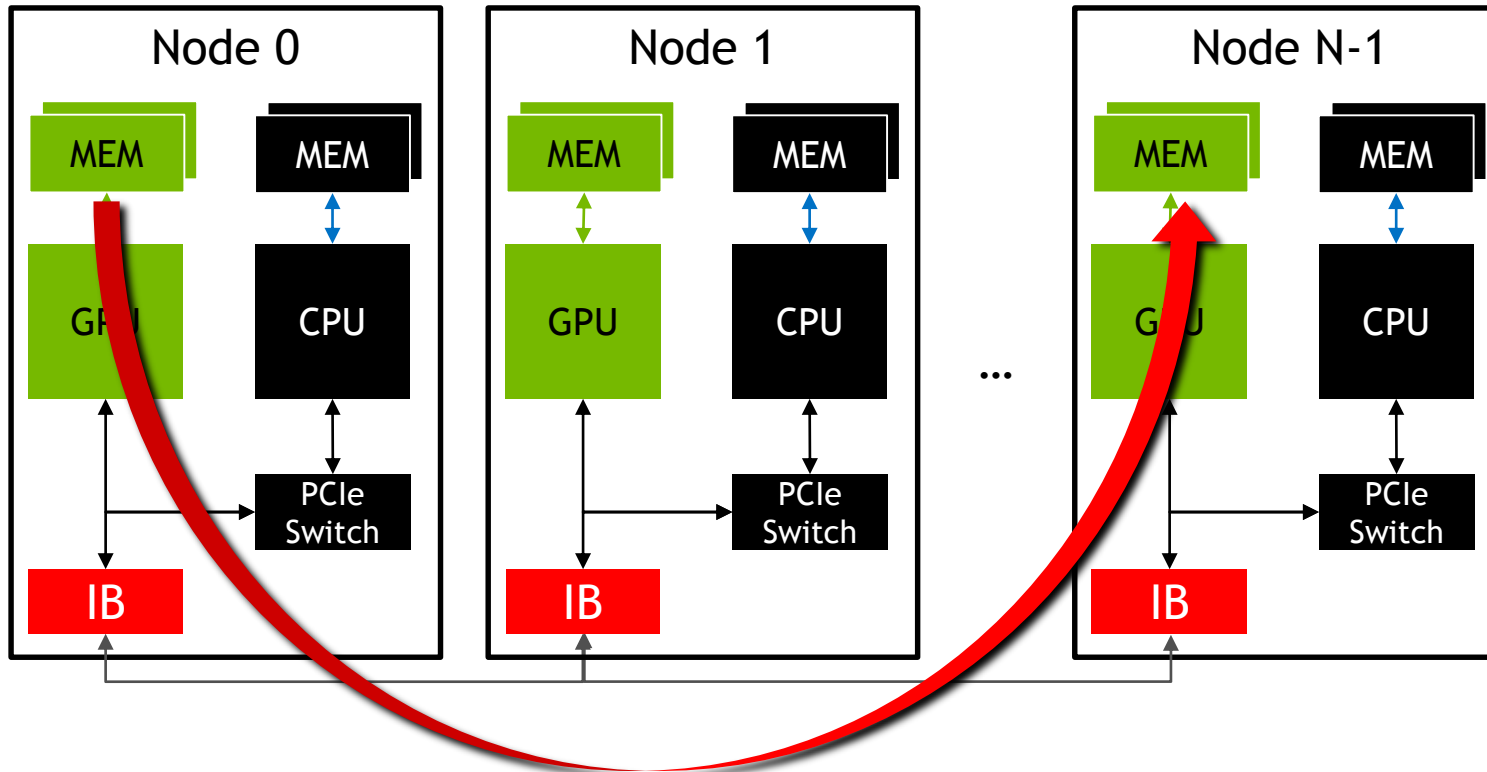 Node 0
MEM
MEM
GPU
CPU
PCIe
Switch
IB
Node 1
MEM
MEM
GPU
CPU
PCIe
Switch
IB
...
Node N-1
MEM
MEM
GPU
CPU
PCIe
Switch
IB